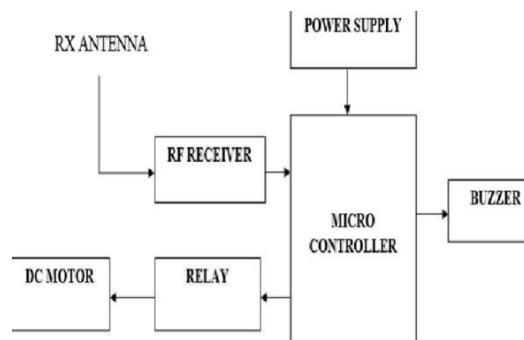 POWER SUPPLY
RX ANTENNA
RF RECEIVER
BUZZER
MICRO
CONTROLLER
DC MOTOR
RELAY